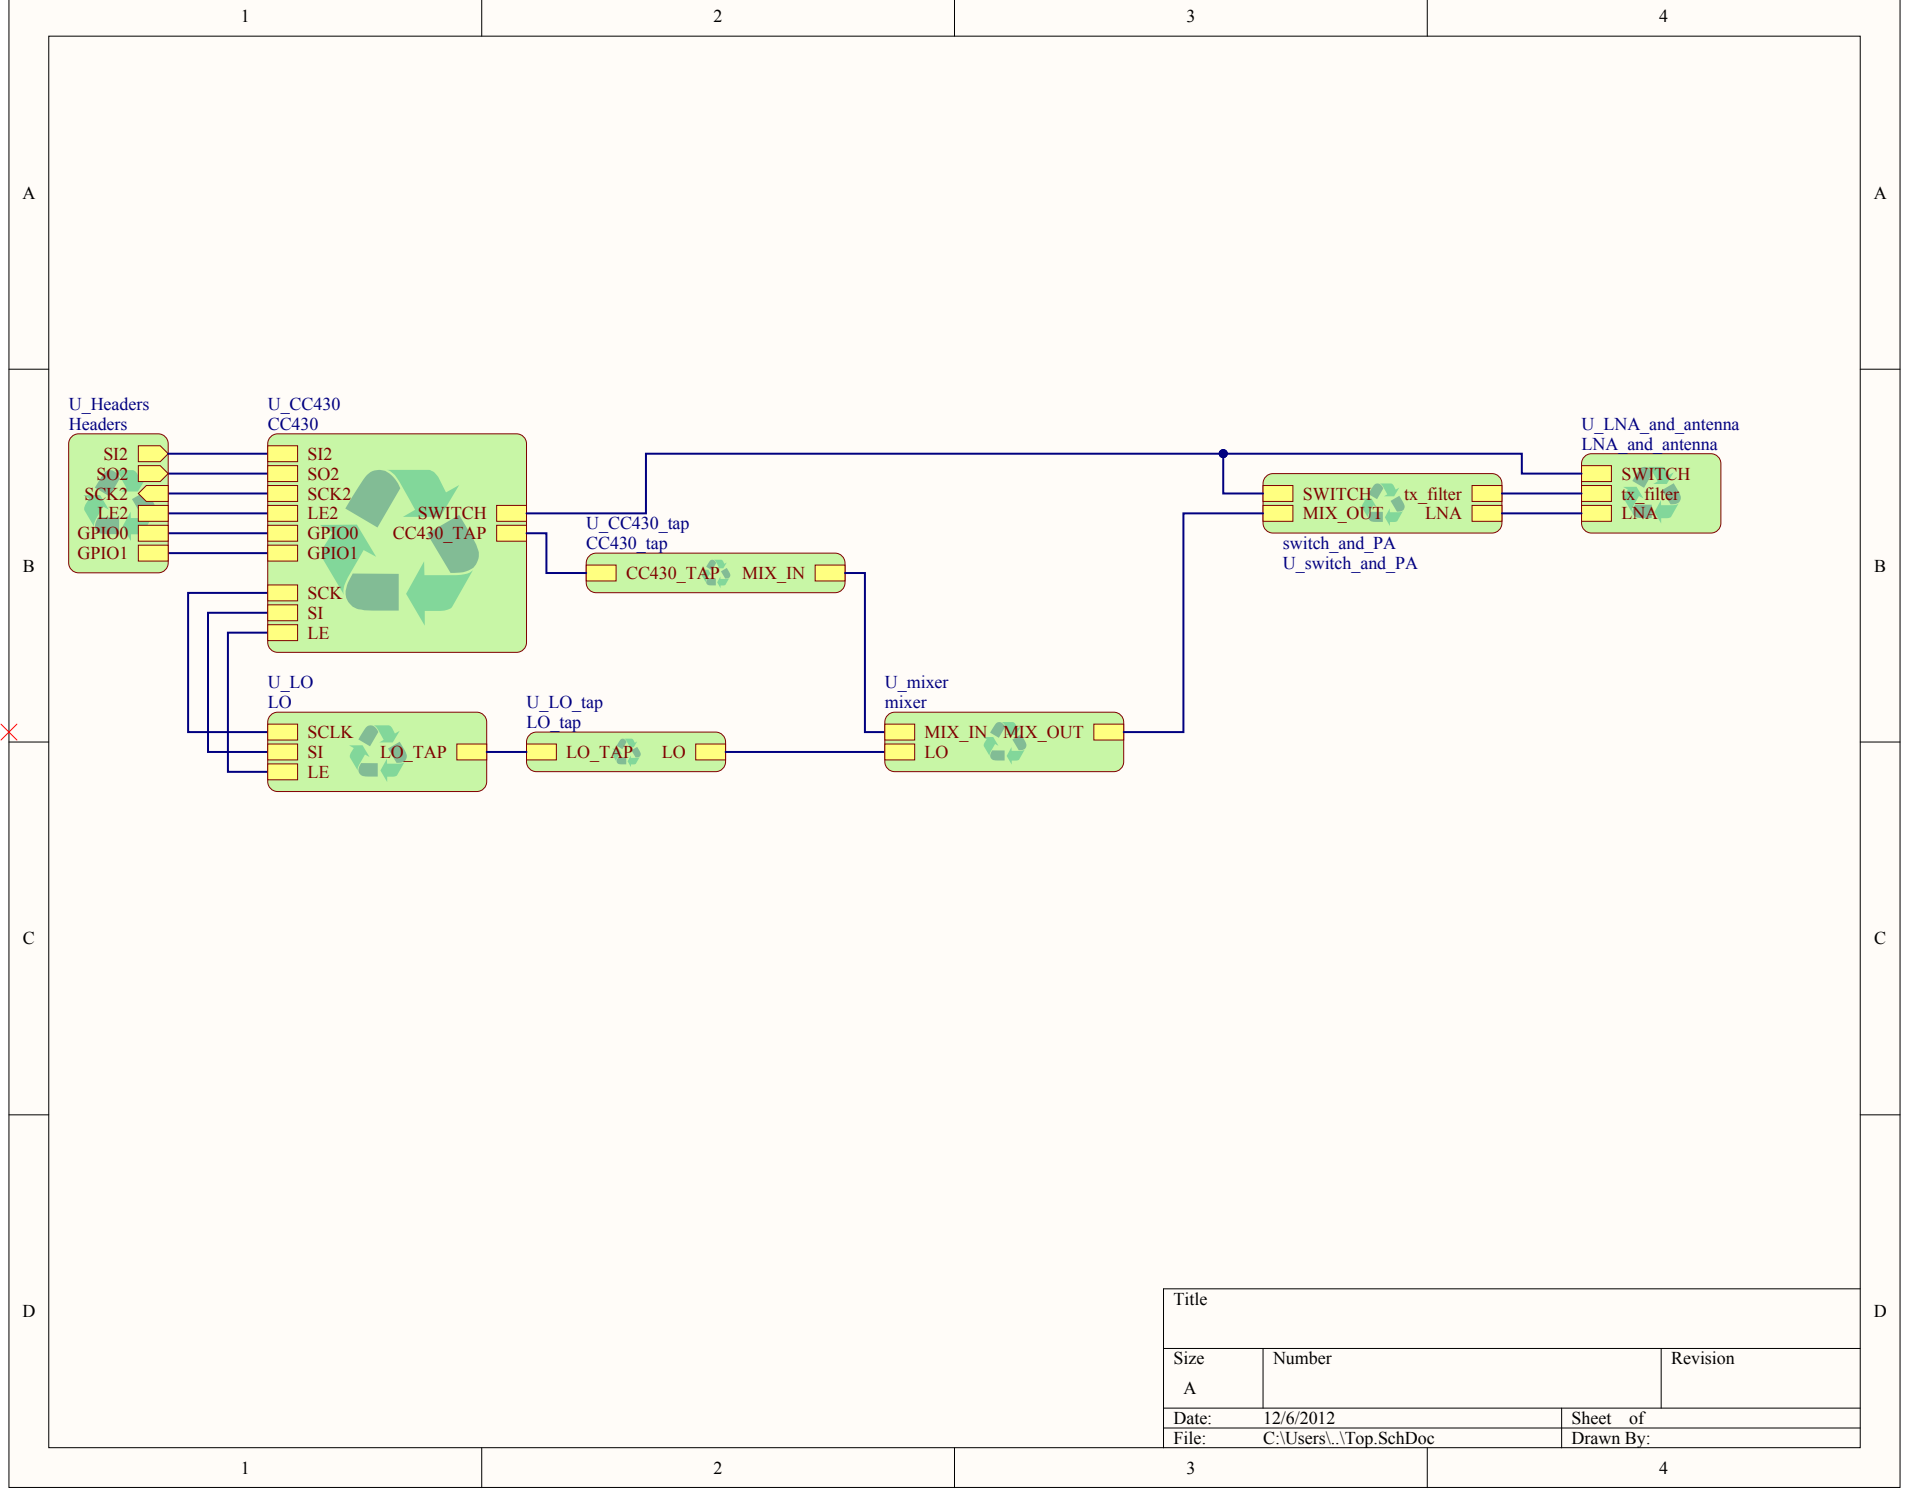 1 2 3 4
A A
U_Headers
Headers
SI2
SO2
SCK2
LE2
GPIO0
GPIO1
U_CC430
CC430
SI2
SO2
SCK2
LE2
GPIO0
GPIO1
SCK
SI
LE
SWITCH
CC430_TAP
U_CC430_tap
CC430_tap
CC430_TAP MIX_IN
U_LO
LO
SCLK
SI LO_TAP
LE
U_LO_tap
LO_tap
LO_TAP LO
U_mixer
mixer
MIX_IN MIX_OUT
LO
SWITCH tx_filter
MIX_OUT LNA
switch_and_PA
U_switch_and_PA
U_LNA_and_antenna
LNA_and_antenna
SWITCH
tx_filter
LNA
B B
C C
D D
Title
Size Number Revision
A
Date: 12/6/2012 Sheet of
File: C:\Users\..\Top.SchDoc Drawn By:
1 2 3 4